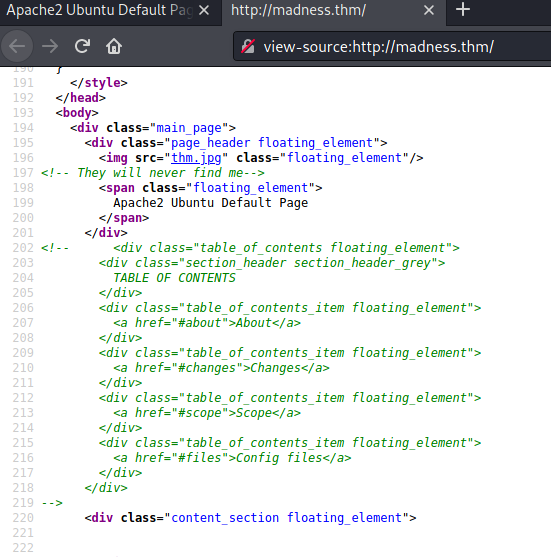 Apache2 Ubuntu Default Pag
http://madness.thm/
view-source:http://madness.thm/
190 }
191     </style>
192   </head>
193   <body>
194     <div class="main_page">
195       <div class="page_header floating_element">
196         <img src="thm.jpg" class="floating_element"/>
197 <!-- They will never find me-->
198         <span class="floating_element">
199           Apache2 Ubuntu Default Page
200         </span>
201       </div>
202 <!--      <div class="table_of_contents floating_element">
203         <div class="section_header section_header_grey">
204           TABLE OF CONTENTS
205         </div>
206         <div class="table_of_contents_item floating_element">
207           <a href="#about">About</a>
208         </div>
209         <div class="table_of_contents_item floating_element">
210           <a href="#changes">Changes</a>
211         </div>
212         <div class="table_of_contents_item floating_element">
213           <a href="#scope">Scope</a>
214         </div>
215         <div class="table_of_contents_item floating_element">
216           <a href="#files">Config files</a>
217         </div>
218       </div>
219 -->
220       <div class="content_section floating_element">
221
222